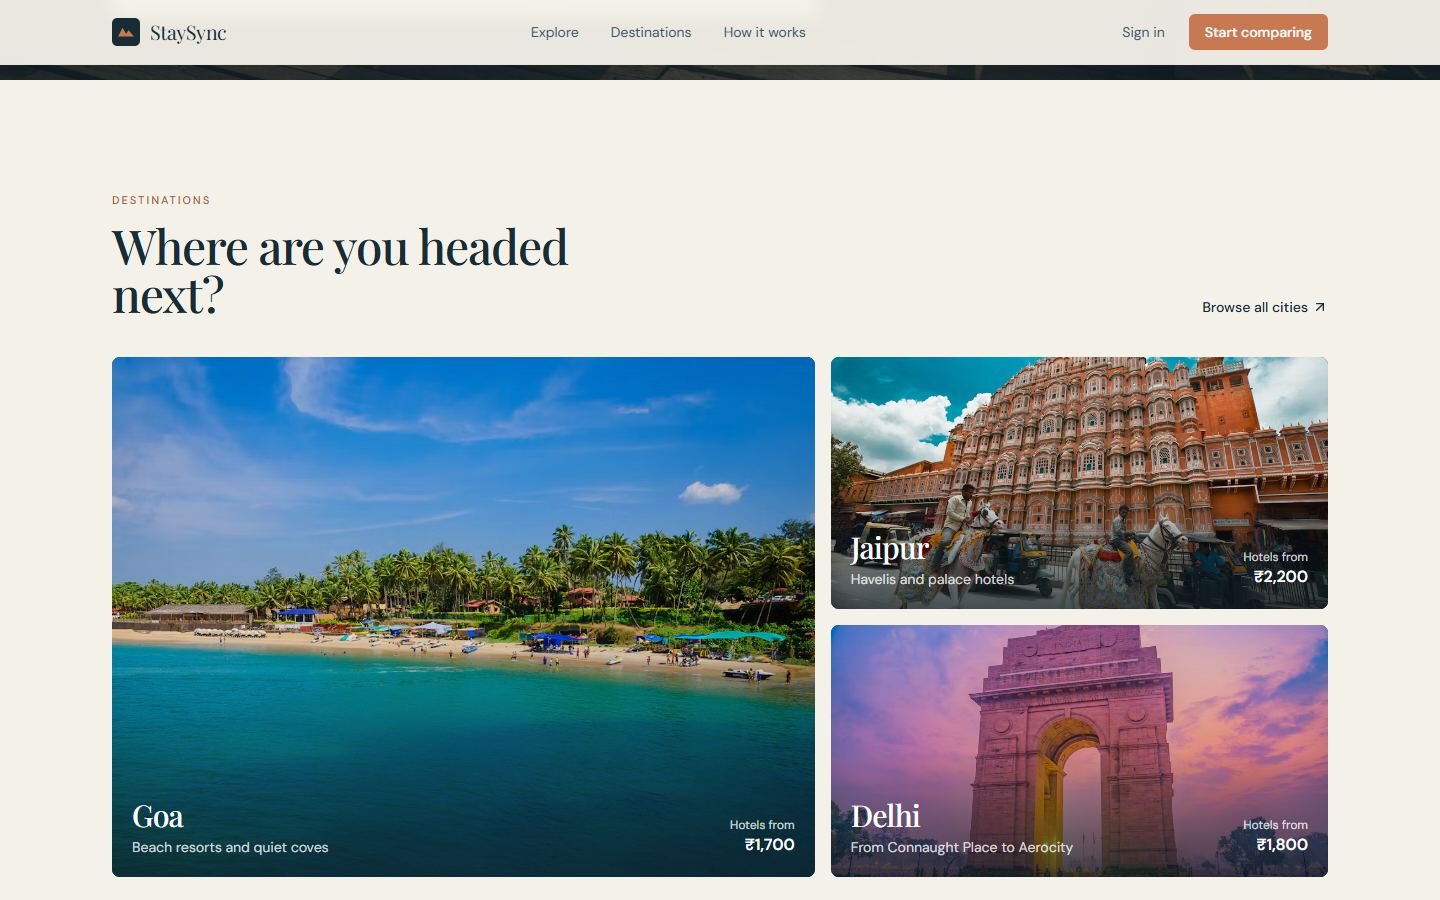 StaySync
Explore
Destinations
How it works
Sign in
Start comparing
DESTINATIONS
Where are you headed
next?
Browse all cities
Goa
Beach resorts and quiet coves
Hotels from
₹1,700
Jaipur
Havelis and palace hotels
Hotels from
₹2,200
INDIA
Delhi
From Connaught Place to Aerocity
Hotels from
₹1,800